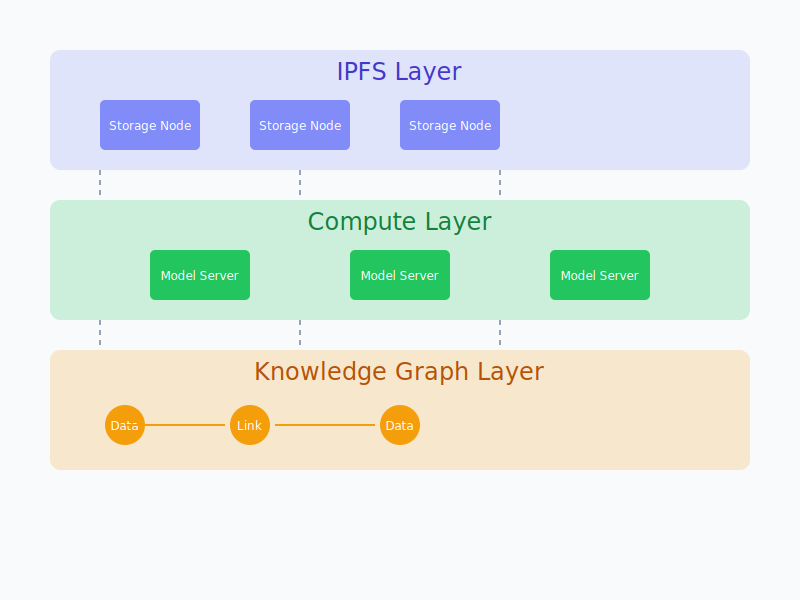 IPFS Layer
Storage Node Storage Node Storage Node
Compute Layer
Model Server Model Server Model Server
Knowledge Graph Layer
Data Link Data